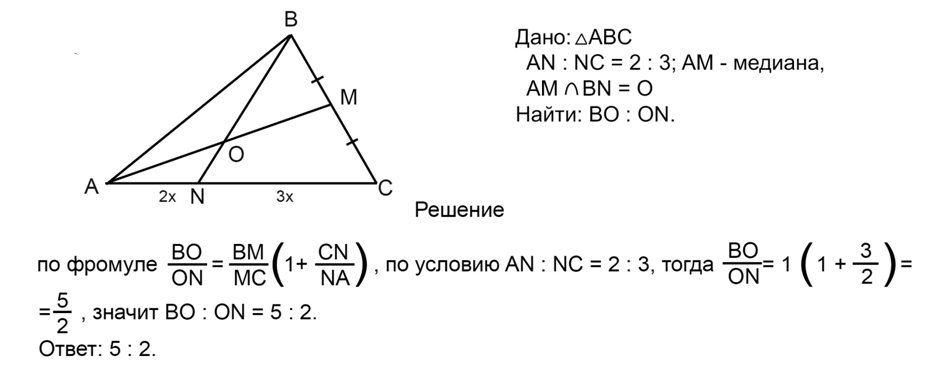 B
Дано: △ABC
AN : NC = 2 : 3; AM - медиана,
AM ∩ BN = O
Найти: BO : ON.
M
O
A
2x N 3x C
Решение
по фромуле BO/ON = BM/MC (1+ CN/NA) , по условию AN : NC = 2 : 3, тогда BO/ON = 1 (1 + 3/2) =
= 5/2 , значит BO : ON = 5 : 2.
Ответ: 5 : 2.